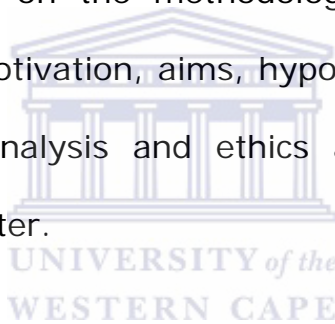 on the methodolog
otivation, aims, hypo
nalysis and ethics
ter.
UNIVERSITY of the
WESTERN CAPE